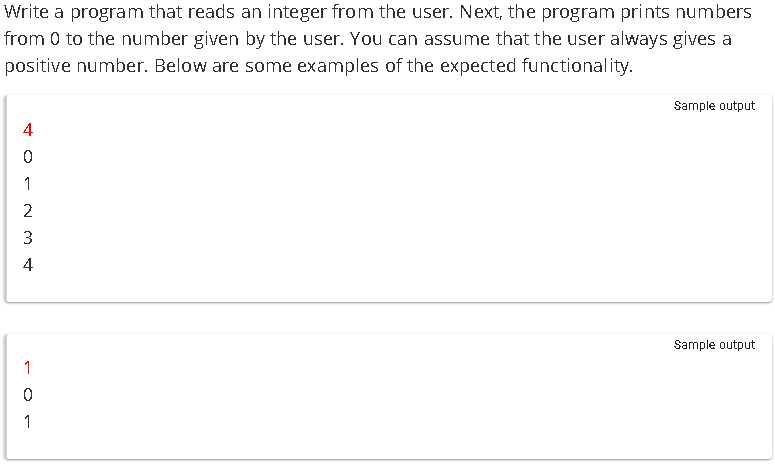 Write a program that reads an integer from the user. Next, the program prints numbers
from 0 to the number given by the user. You can assume that the user always gives a
positive number. Below are some examples of the expected functionality.
Sample output
4
0
1
2
3
4
Sample output
1
0
1